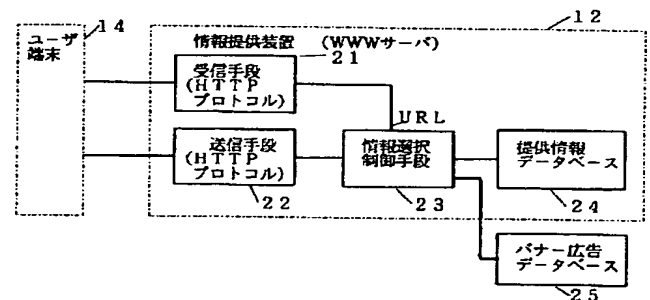 12
14
ユーザ
端末
情報提供装置
(WWWサーバ)
21
受信手段
(HTTP
プロトコル)
URL
送信手段
(HTTP
プロトコル)
22
情報選択
制御手段
23
提供情報
データベース
24
バナー広告
データベース
25